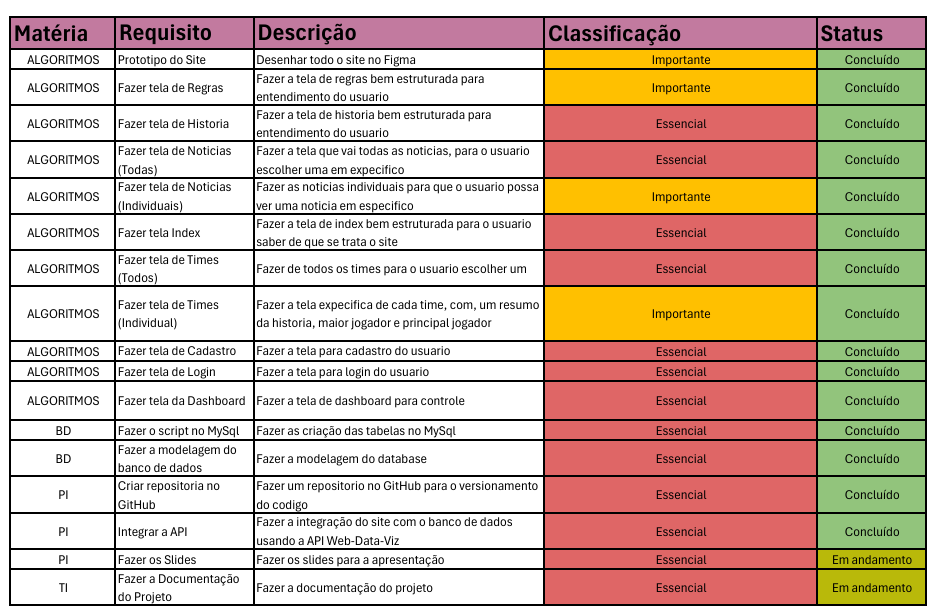 Matéria Requisito Descrição Classificação Status
ALGORITMOS Prototipo do Site Desenhar todo o site no Figma Importante Concluído
ALGORITMOS Fazer tela de Regras Fazer a tela de regras bem estruturada para
entendimento do usuario Importante Concluído
ALGORITMOS Fazer tela de Historia Fazer a tela de historia bem estruturada para
entendimento do usuario Essencial Concluído
ALGORITMOS Fazer tela de Noticias
(Todas) Fazer a tela que vai todas as noticias, para o usuario
escolher uma em expecifico Essencial Concluído
ALGORITMOS Fazer tela de Noticias
(Individuais) Fazer as noticias individuais para que o usuario possa
ver uma noticia em especifico Importante Concluído
ALGORITMOS Fazer tela Index Fazer a tela de index bem estruturada para o usuario
saber de que se trata o site Essencial Concluído
ALGORITMOS Fazer tela de Times
(Todos) Fazer de todos os times para o usuario escolher um Essencial Concluído
ALGORITMOS Fazer tela de Times
(Individual) Fazer a tela expecifica de cada time, com, um resumo
da historia, maior jogador e principal jogador Importante Concluído
ALGORITMOS Fazer tela de Cadastro Fazer a tela para cadastro do usuario Essencial Concluído
ALGORITMOS Fazer tela de Login Fazer a tela para login do usuario Essencial Concluído
ALGORITMOS Fazer tela da Dashboard Fazer a tela de dashboard para controle Essencial Concluído
BD Fazer o script no MySql Fazer as criação das tabelas no MySql Essencial Concluído
BD Fazer a modelagem do
banco de dados Fazer a modelagem do database Essencial Concluído
PI Criar repositoria no
GitHub Fazer um repositorio no GitHub para o versionamento
do codigo Essencial Concluído
PI Integrar a API Fazer a integração do site com o banco de dados
usando a API Web-Data-Viz Essencial Concluído
PI Fazer os Slides Fazer os slides para a apresentação Essencial Em andamento
TI Fazer a Documentação
do Projeto Fazer a documentação do projeto Essencial Em andamento